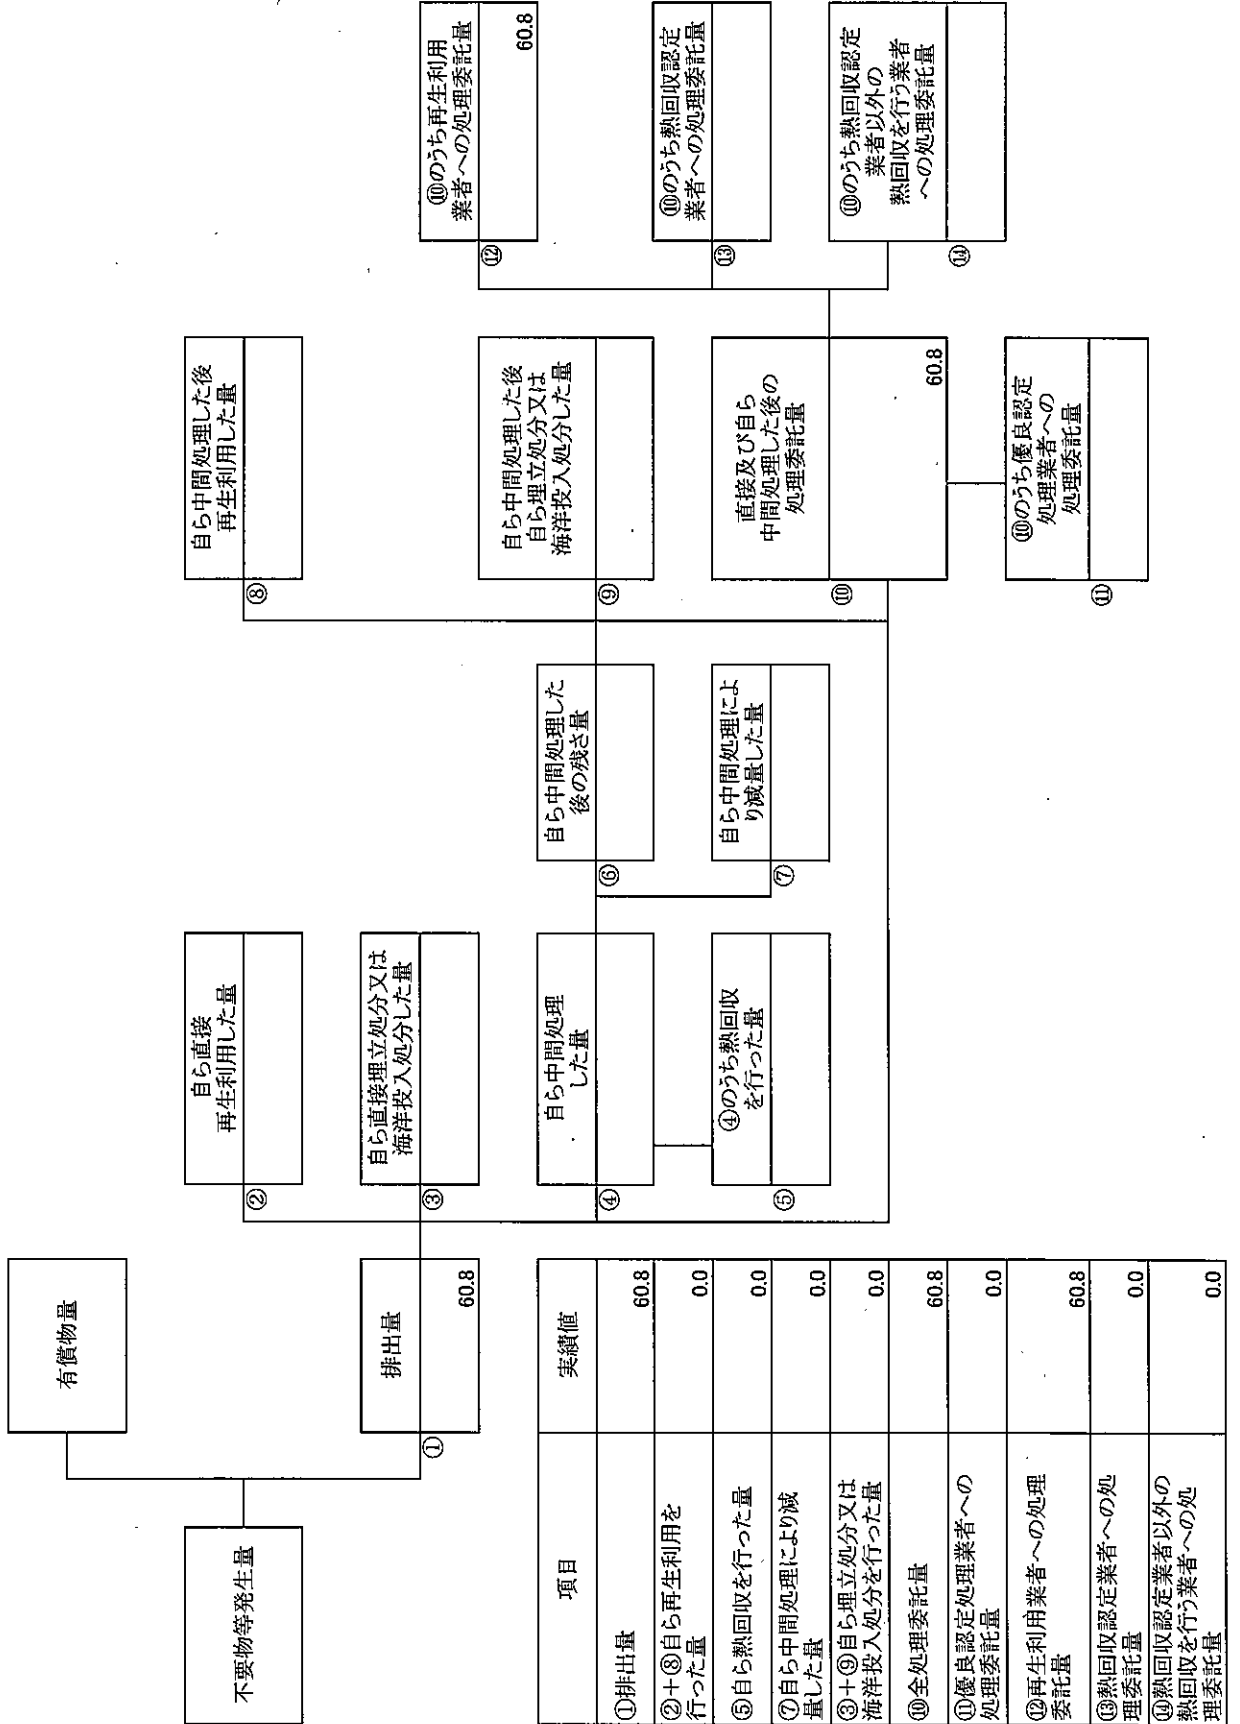 不要物等発生量
有償物量
排出量
①
60.8
自ら直接
再生利用した量
②
自ら直接埋立処分又は
海洋投入処分した量
③
自ら中間処理
した量
④
④のうち熱回収
を行った量
⑤
自ら中間処理した
後の残さ量
⑥
自ら中間処理によ
り減量した量
⑦
自ら中間処理した後
再生利用した量
⑧
自ら中間処理した後
自ら埋立処分又は
海洋投入処分した量
⑨
直接及び自ら
中間処理した後の
処理委託量
⑩
60.8
⑩のうち優良認定
処理業者への
処理委託量
⑪
⑩のうち再生利用
業者への処理委託量
⑫
60.8
⑩のうち熱回収認定
業者への処理委託量
⑬
⑩のうち熱回収認定
業者以外の
熱回収を行う業者
への処理委託量
⑭
項目 実績値
①排出量 60.8
②+⑧自ら再生利用を
行った量 0.0
⑤自ら熱回収を行った量 0.0
⑦自ら中間処理により減
量した量 0.0
③+⑨自ら埋立処分又は
海洋投入処分を行った量 0.0
⑩全処理委託量 60.8
⑪優良認定処理業者への
処理委託量 0.0
⑫再生利用業者への処理
委託量 60.8
⑬熱回収認定業者への処
理委託量 0.0
⑭熱回収認定業者以外の
熱回収を行う業者への処
理委託量 0.0